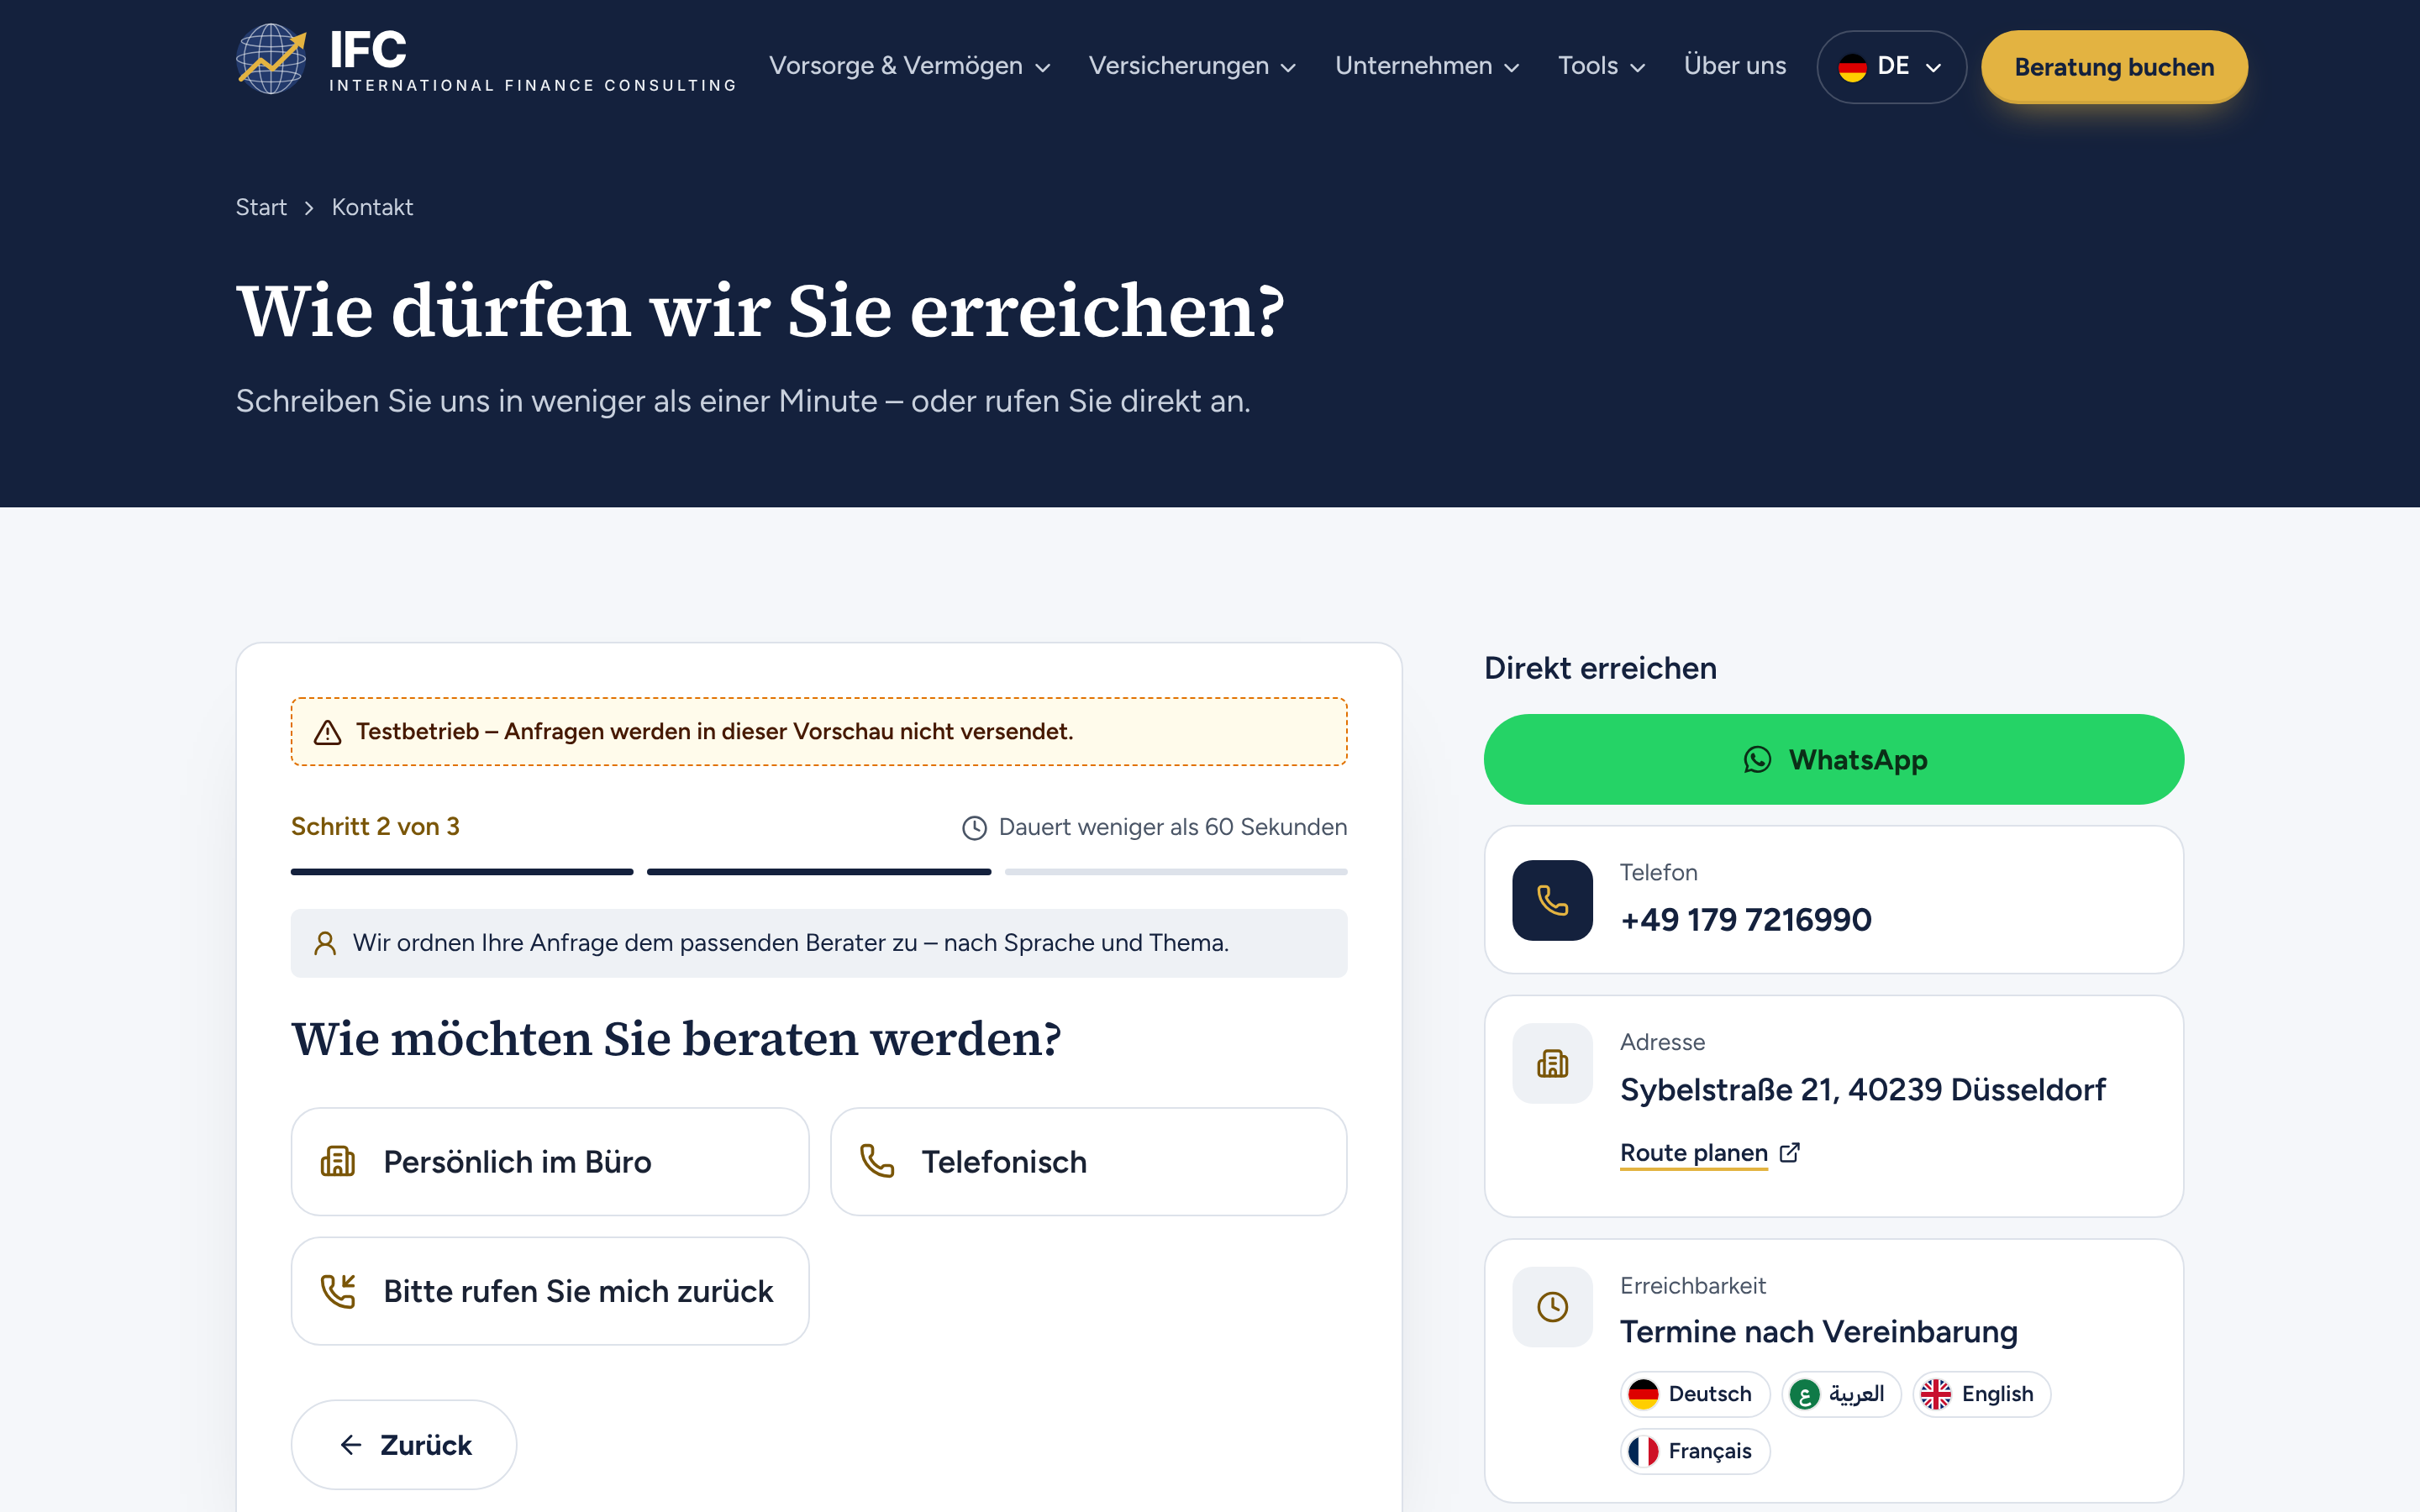 IFC
INTERNATIONAL FINANCE CONSULTING
Vorsorge & Vermögen
Versicherungen
Unternehmen
Tools
Über uns
DE
Beratung buchen
Start
Kontakt
Wie dürfen wir Sie erreichen?
Schreiben Sie uns in weniger als einer Minute – oder rufen Sie direkt an.
Testbetrieb – Anfragen werden in dieser Vorschau nicht versendet.
Schritt 2 von 3
Dauert weniger als 60 Sekunden
Wir ordnen Ihre Anfrage dem passenden Berater zu – nach Sprache und Thema.
Wie möchten Sie beraten werden?
Persönlich im Büro
Telefonisch
Bitte rufen Sie mich zurück
Zurück
Direkt erreichen
WhatsApp
Telefon
+49 179 7216990
Adresse
Sybelstraße 21, 40239 Düsseldorf
Route planen
Erreichbarkeit
Termine nach Vereinbarung
Deutsch
ع
العربية
English
Français